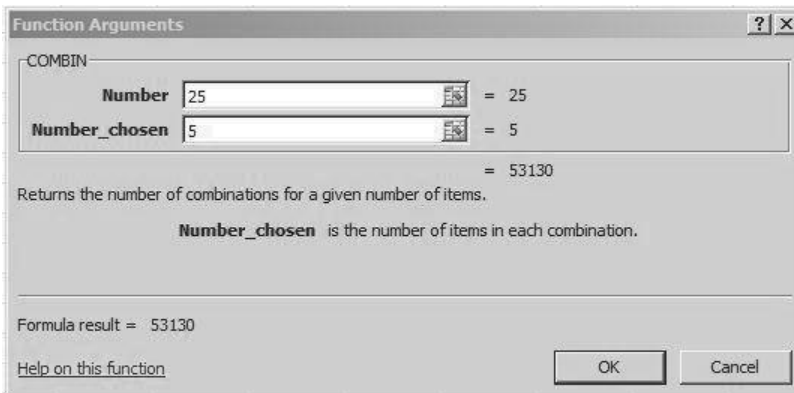 Function Arguments
? ×
COMBIN
Number 25 = 25
Number_chosen 5 = 5
= 53130
Returns the number of combinations for a given number of items.
Number_chosen is the number of items in each combination.
Formula result = 53130
Help on this function
OK Cancel